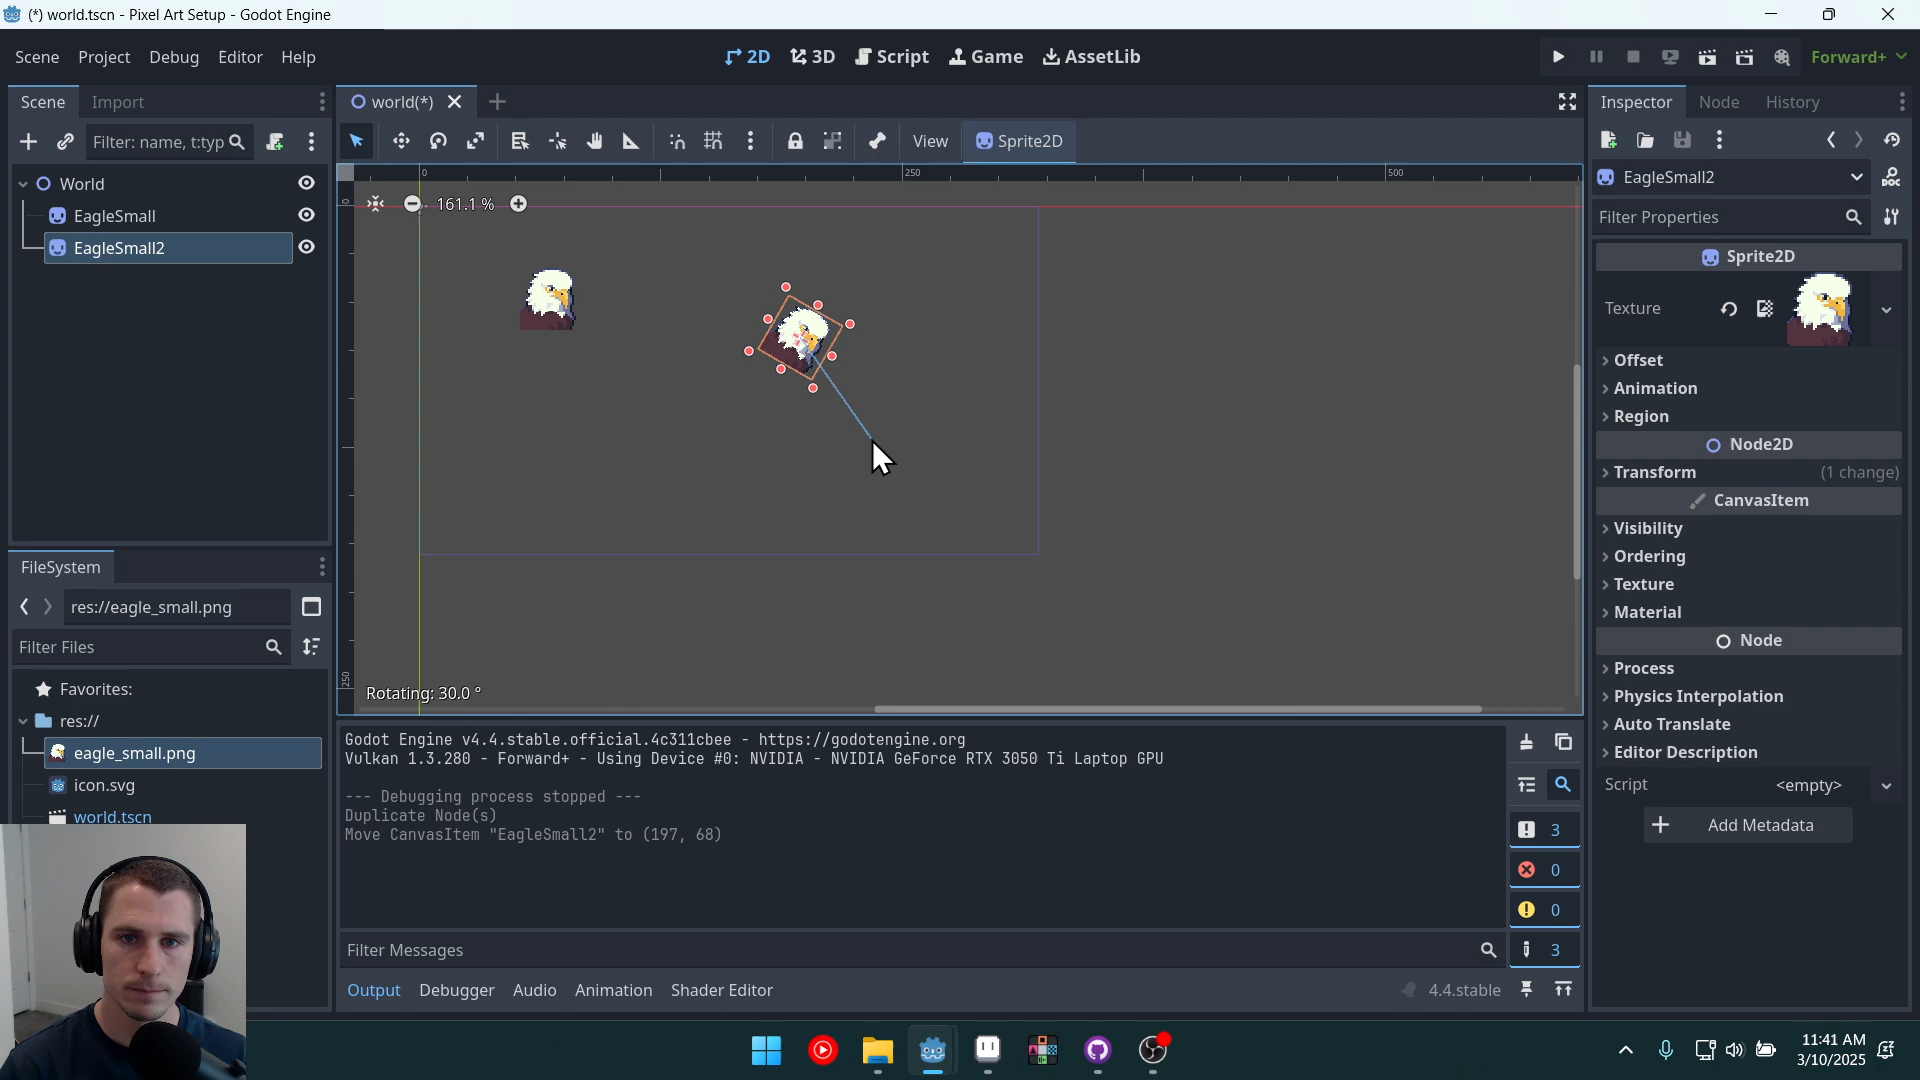 (*) world.tscn - Pixel Art Setup - Godot Engine
Scene Project Debug Editor Help
2D 3D Script Game AssetLib
Forward+
Scene Import
world(*)
Inspector Node History
Filter: name, t:typ
View Sprite2D
World
EagleSmall
EagleSmall2
0 250 500
0
161.1 %
250
Rotating: 30.0 °
EagleSmall2
Filter Properties
Sprite2D
Texture
Offset
Animation
Region
Node2D
Transform (1 change)
CanvasItem
Visibility
Ordering
Texture
Material
Node
Process
Physics Interpolation
Auto Translate
Editor Description
Script <empty>
Add Metadata
FileSystem
res://eagle_small.png
Filter Files
Favorites:
res://
eagle_small.png
icon.svg
world.tscn
Godot Engine v4.4.stable.official.4c311cbee - https://godotengine.org
Vulkan 1.3.280 - Forward+ - Using Device #0: NVIDIA - NVIDIA GeForce RTX 3050 Ti Laptop GPU
--- Debugging process stopped ---
Duplicate Node(s)
Move CanvasItem "EagleSmall2" to (197, 68)
3
0
0
3
Filter Messages
Output Debugger Audio Animation Shader Editor
4.4.stable
11:41 AM
3/10/2025